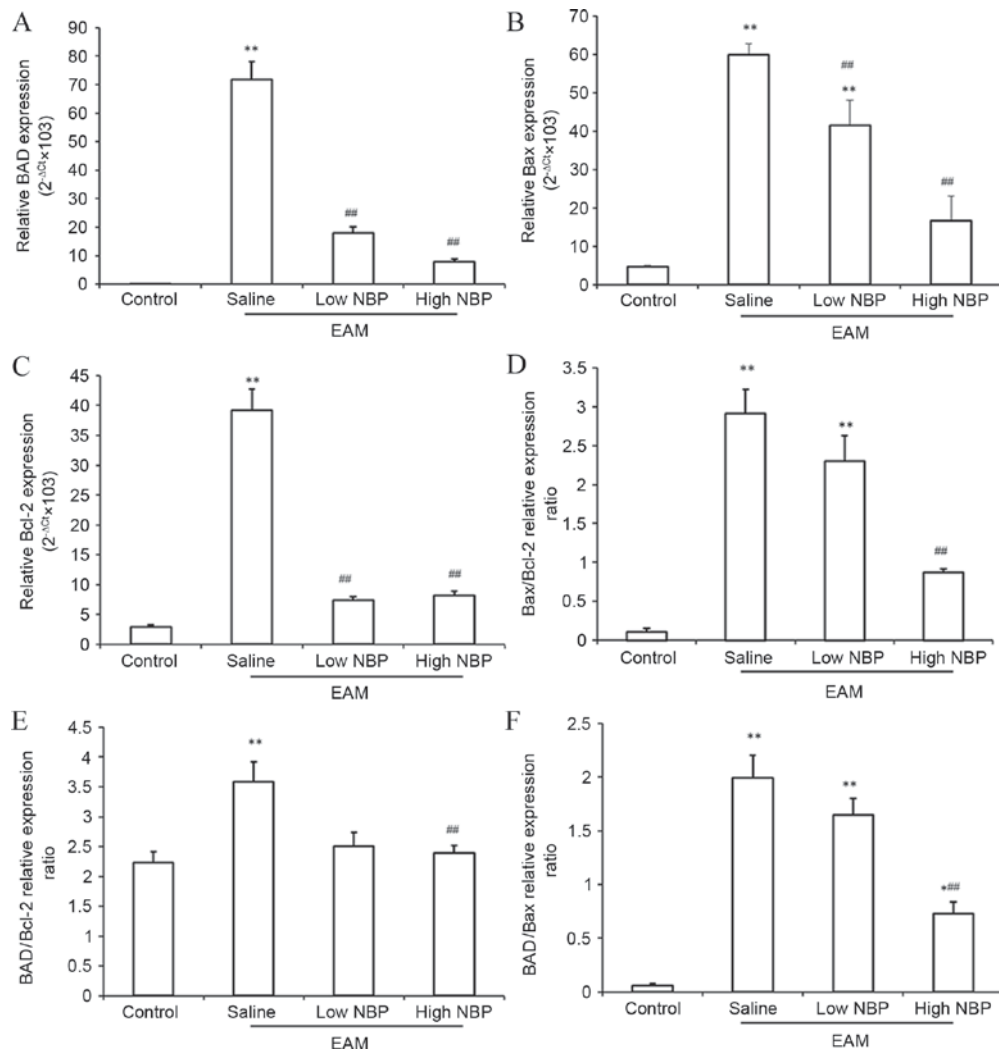 A
Relative BAD expression
(2-ΔCt×103)
90
80
70
60
50
40
30
20
10
0
**
##
##
Control Saline Low NBP High NBP
EAM
B
Relative Bax expression
(2-ΔCt×103)
70
60
50
40
30
20
10
0
**
##
**
##
Control Saline Low NBP High NBP
EAM
C
Relative Bcl-2 expression
(2-ΔCt×103)
45
40
35
30
25
20
15
10
5
0
**
##
##
Control Saline Low NBP High NBP
EAM
D
Bax/Bcl-2 relative expression
ratio
3.5
3
2.5
2
1.5
1
0.5
0
**
**
##
Control Saline Low NBP High NBP
EAM
E
BAD/Bcl-2 relative expression
ratio
4.5
4
3.5
3
2.5
2
1.5
1
0.5
0
**
##
Control Saline Low NBP High NBP
EAM
F
BAD/Bax relative expression
ratio
2.5
2
1.5
1
0.5
0
**
**
*##
Control Saline Low NBP High NBP
EAM